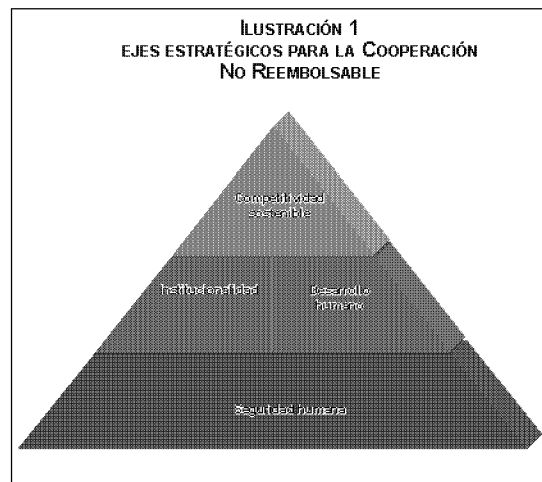 ILUSTRACIÓN 1
EJES ESTRATÉGICOS PARA LA COOPERACIÓN
NO REEMBOLSABLE
Competitividad
sostenible
Institucionalidad
Desarrollo
humano
Seguridad humana